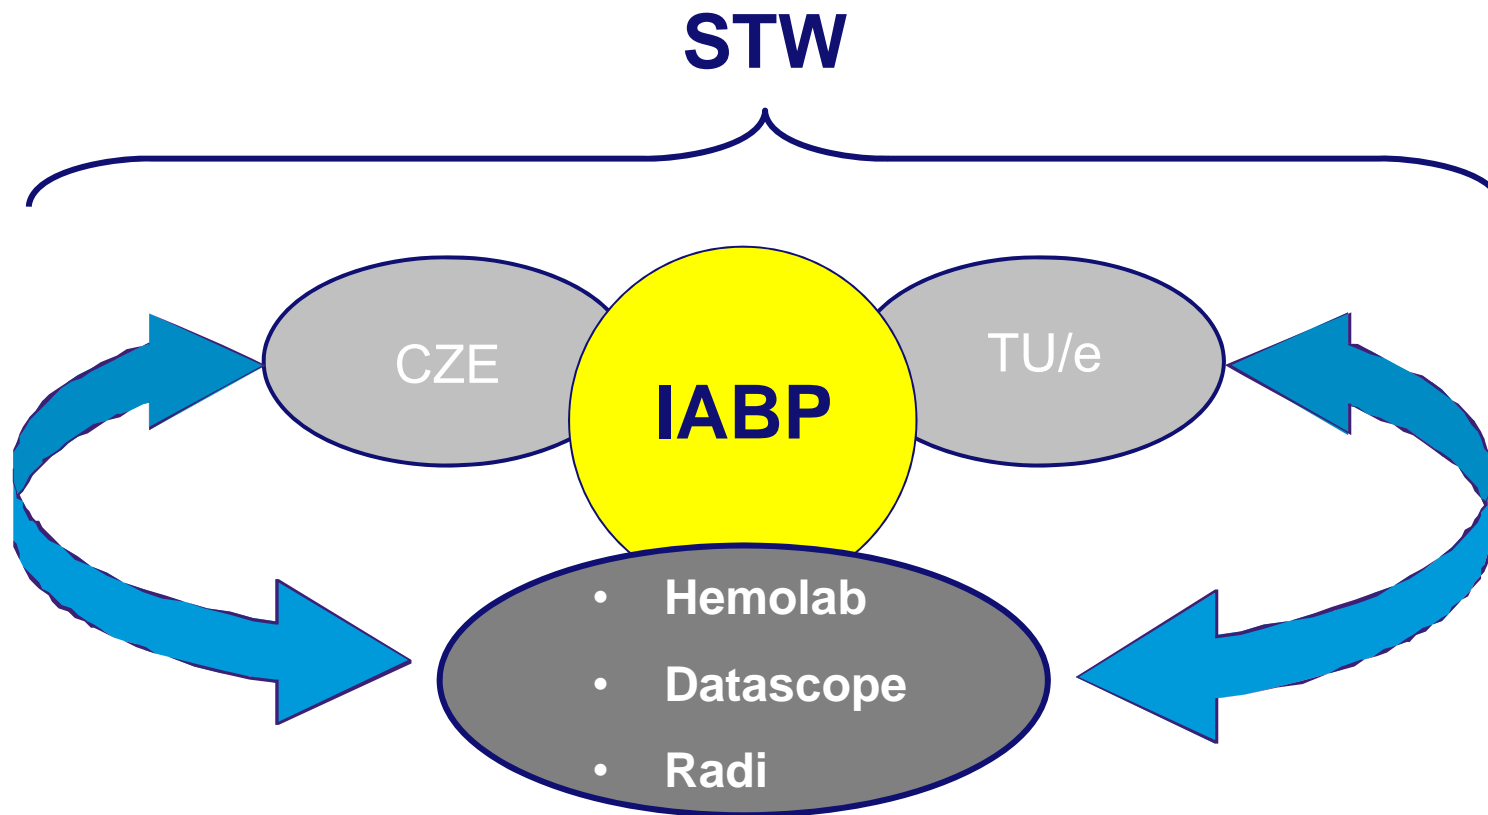 STW
CZE
TU/e
IABP
• Hemolab
• Datascope
• Radi